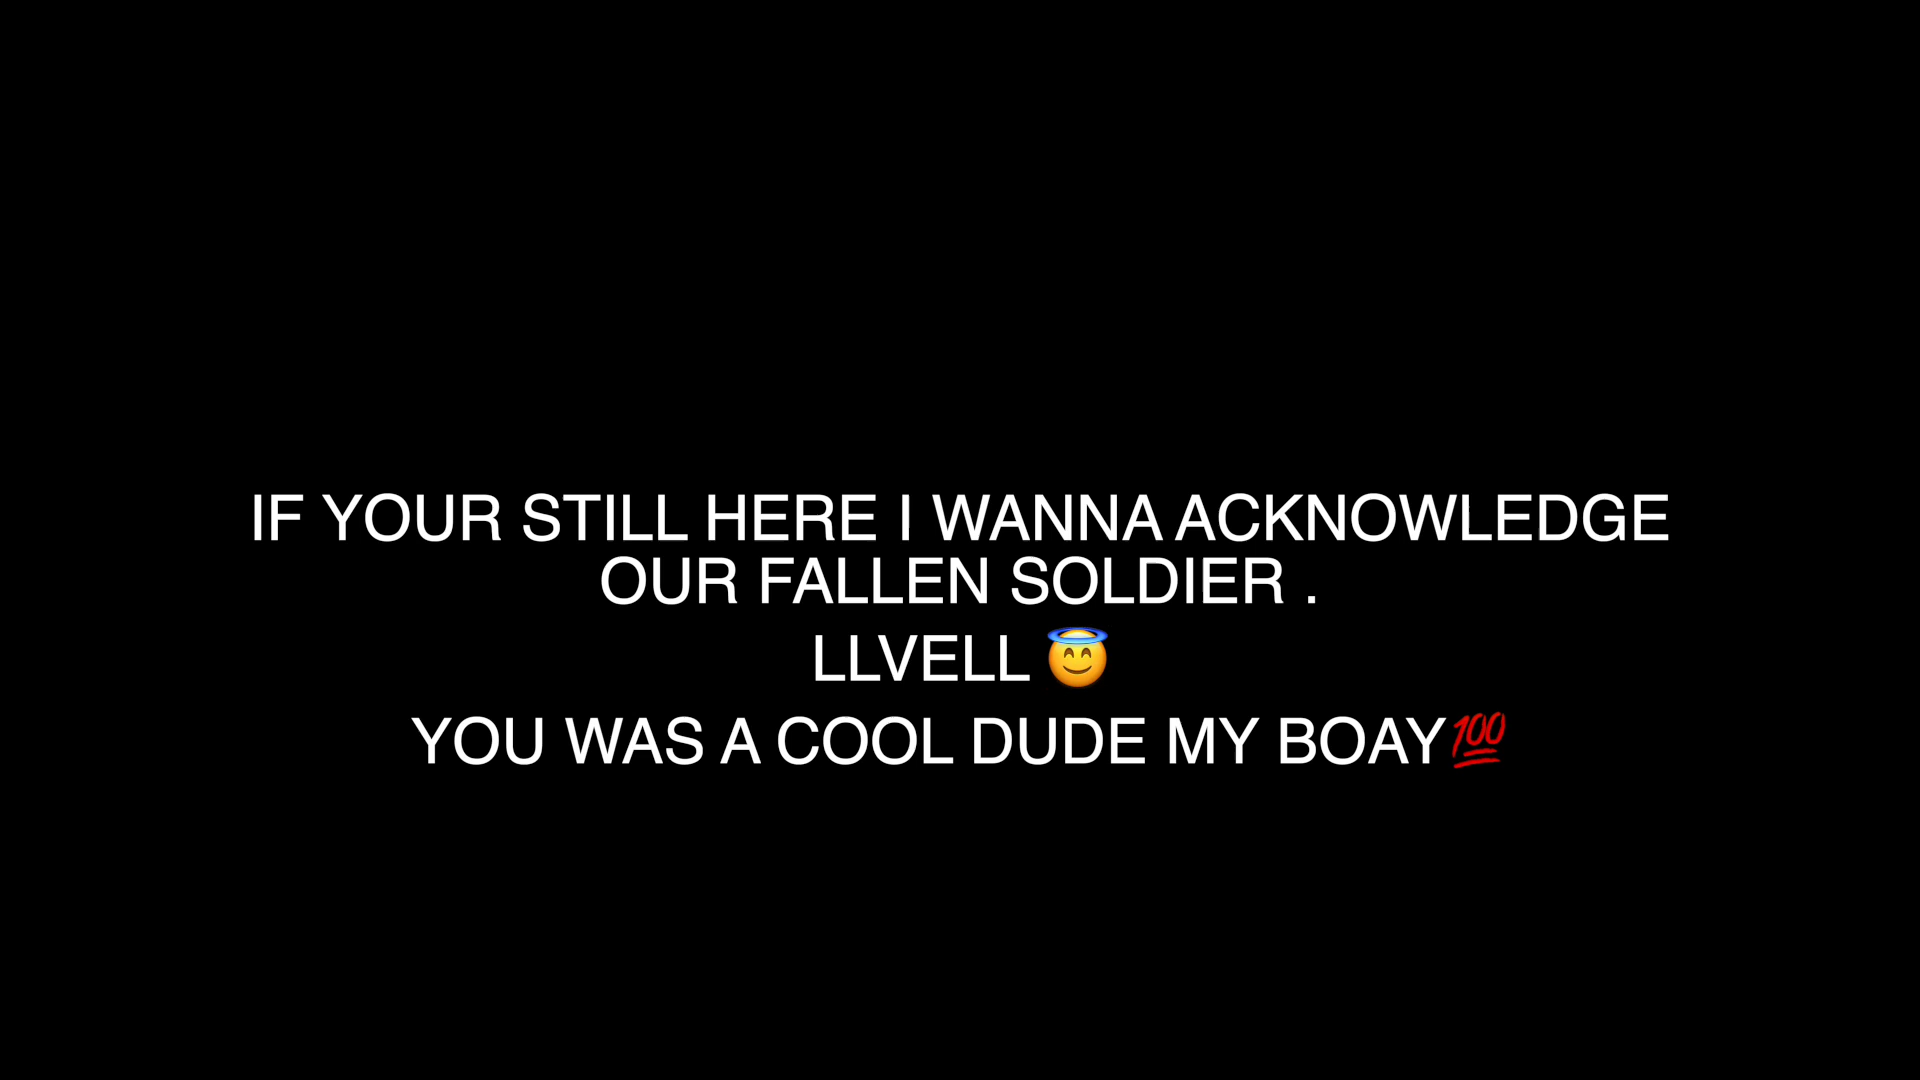 IF YOUR STILL HERE I WANNA ACKNOWLEDGE
OUR FALLEN SOLDIER .
LLVELL 😇
YOU WAS A COOL DUDE MY BOAY💯